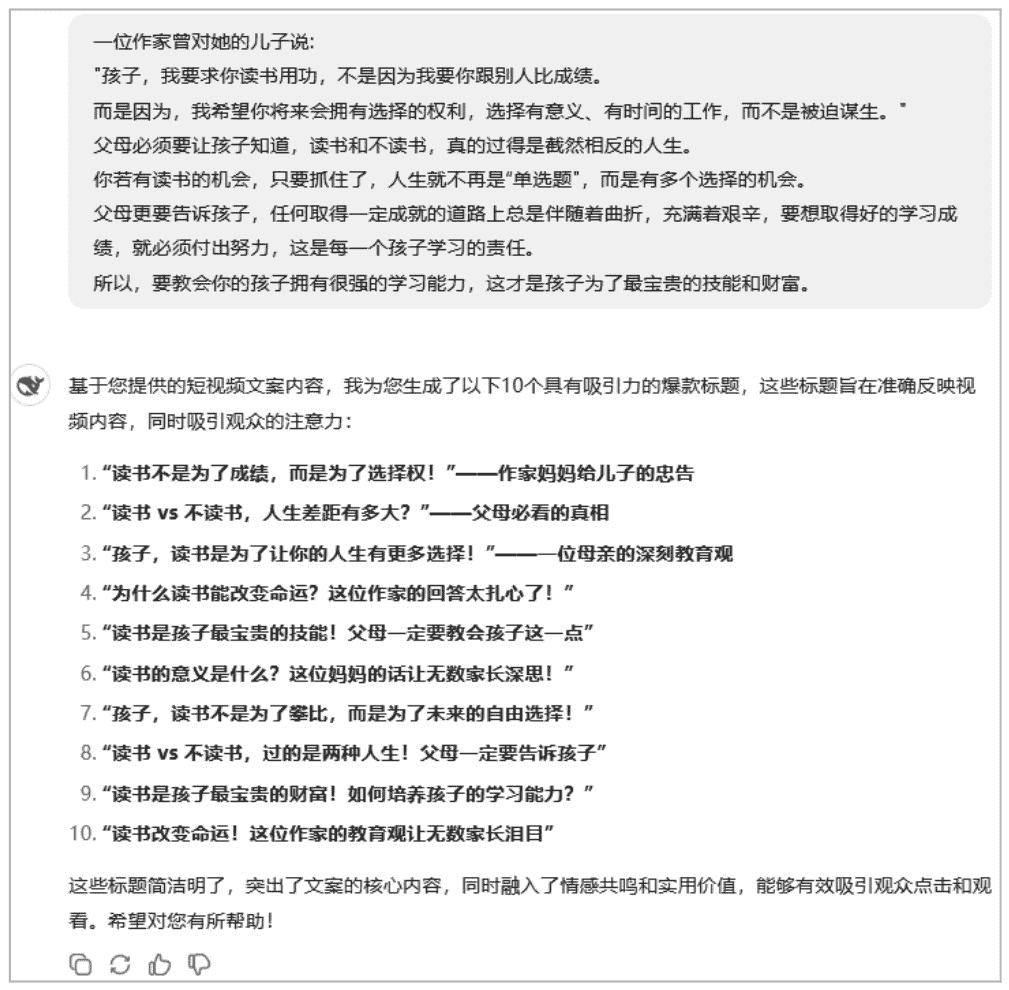 一位作家曾对她的儿子说:
"孩子，我要求你读书用功，不是因为我要你跟别人比成绩。
而是因为，我希望你将来会拥有选择的权利，选择有意义、有时间的工作，而不是被迫谋生。"
父母必须要让孩子知道，读书和不读书，真的过得是截然相反的人生。
你若有读书的机会，只要抓住了，人生就不再是“单选题"，而是有多个选择的机会。
父母更要告诉孩子，任何取得一定成就的道路上总是伴随着曲折，充满着艰辛，要想取得好的学习成
绩，就必须付出努力，这是每一个孩子学习的责任。
所以，要教会你的孩子拥有很强的学习能力，这才是孩子为了最宝贵的技能和财富。
基于您提供的短视频文案内容，我为您生成了以下10个具有吸引力的爆款标题，这些标题旨在准确反映视
频内容，同时吸引观众的注意力：
1. “读书不是为了成绩，而是为了选择权！”——作家妈妈给儿子的忠告
2. “读书 vs 不读书，人生差距有多大？”——父母必看的真相
3. “孩子，读书是为了让你的人生有更多选择！”——一位母亲的深刻教育观
4. “为什么读书能改变命运？这位作家的回答太扎心了！”
5. “读书是孩子最宝贵的技能！父母一定要教会孩子这一点”
6. “读书的意义是什么？这位妈妈的话让无数家长深思！”
7. “孩子，读书不是为了攀比，而是为了未来的自由选择！”
8. “读书 vs 不读书，过的是两种人生！父母一定要告诉孩子”
9. “读书是孩子最宝贵的财富！如何培养孩子的学习能力？”
10. “读书改变命运！这位作家的教育观让无数家长泪目”
这些标题简洁明了，突出了文案的核心内容，同时融入了情感共鸣和实用价值，能够有效吸引观众点击和观
看。希望对您有所帮助！